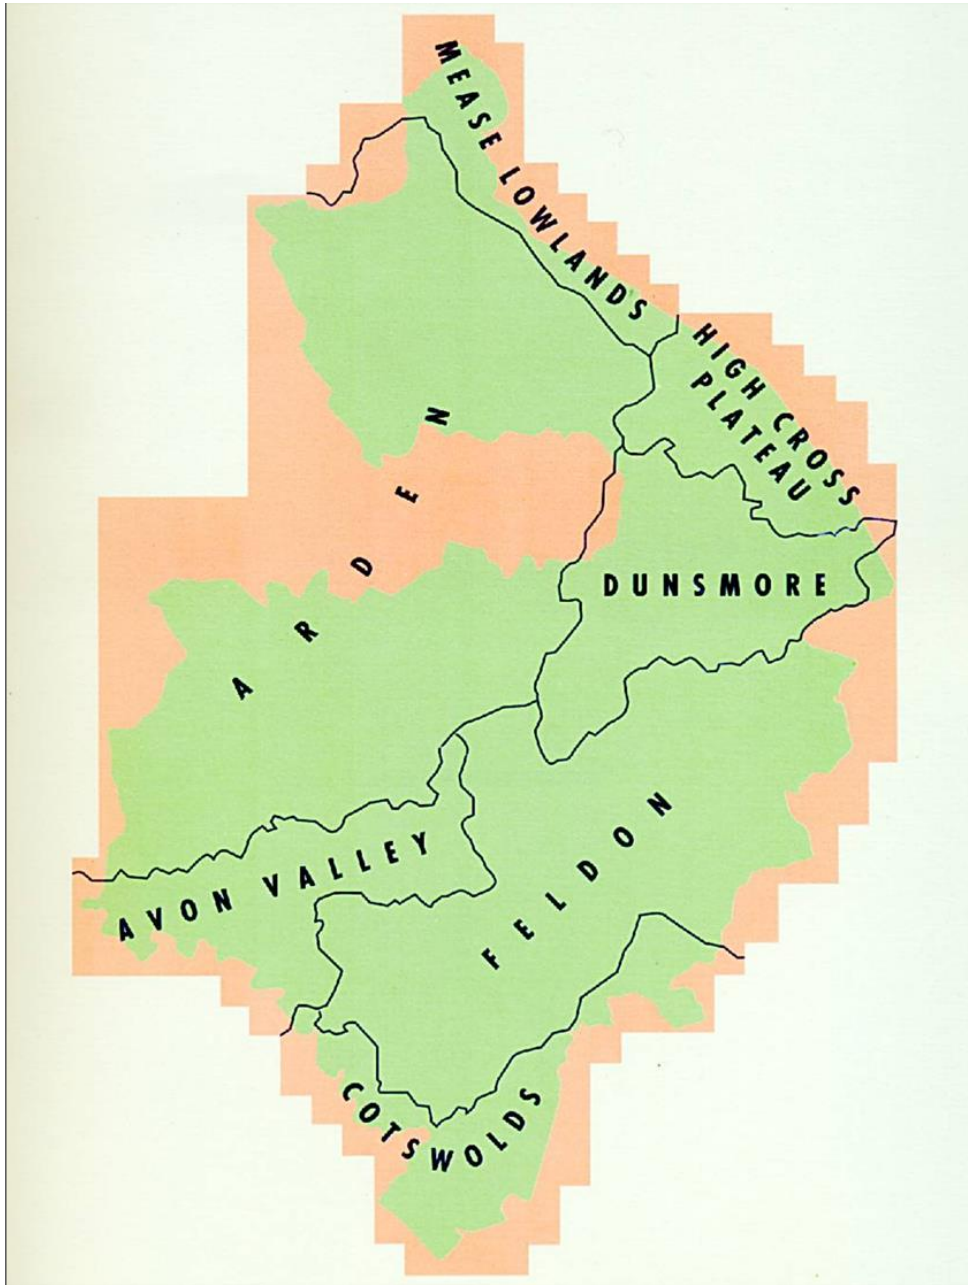 MEASE LOWLANDS
HIGH CROSS
PLATEAU
ARDEN
DUNSMORE
FELDON
AVON VALLEY
COTSWOLDS